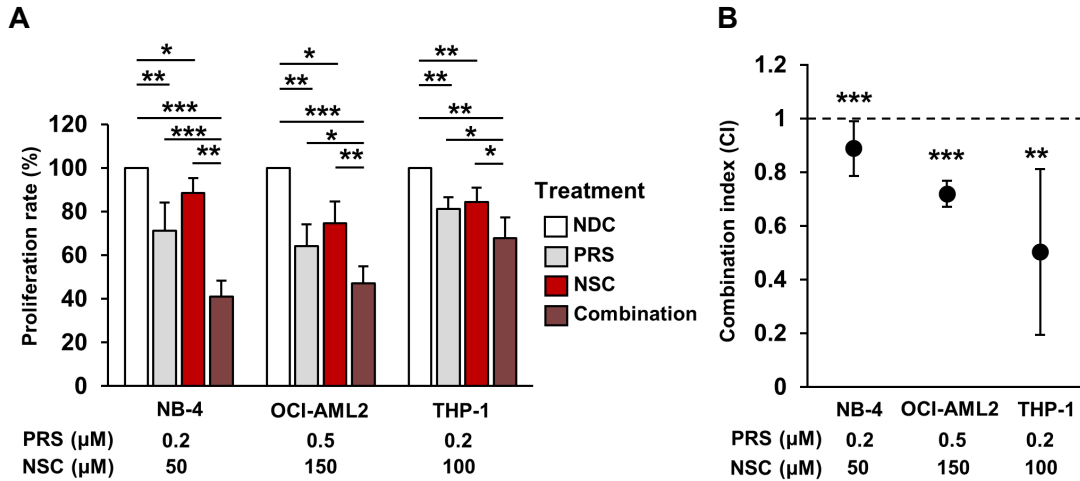 A
* * **
** ** **
*** *** **
*** * *
** ** *
120
100
80
60
40
20
0
Proliferation rate (%)
NB-4 OCI-AML2 THP-1
PRS (µM) 0.2 0.5 0.2
NSC (µM) 50 150 100
Treatment
NDC
PRS
NSC
Combination
B
1.2
1
0.8
0.6
0.4
0.2
0
Combination index (CI)
*** *** **
NB-4 OCI-AML2 THP-1
PRS (µM) 0.2 0.5 0.2
NSC (µM) 50 150 100